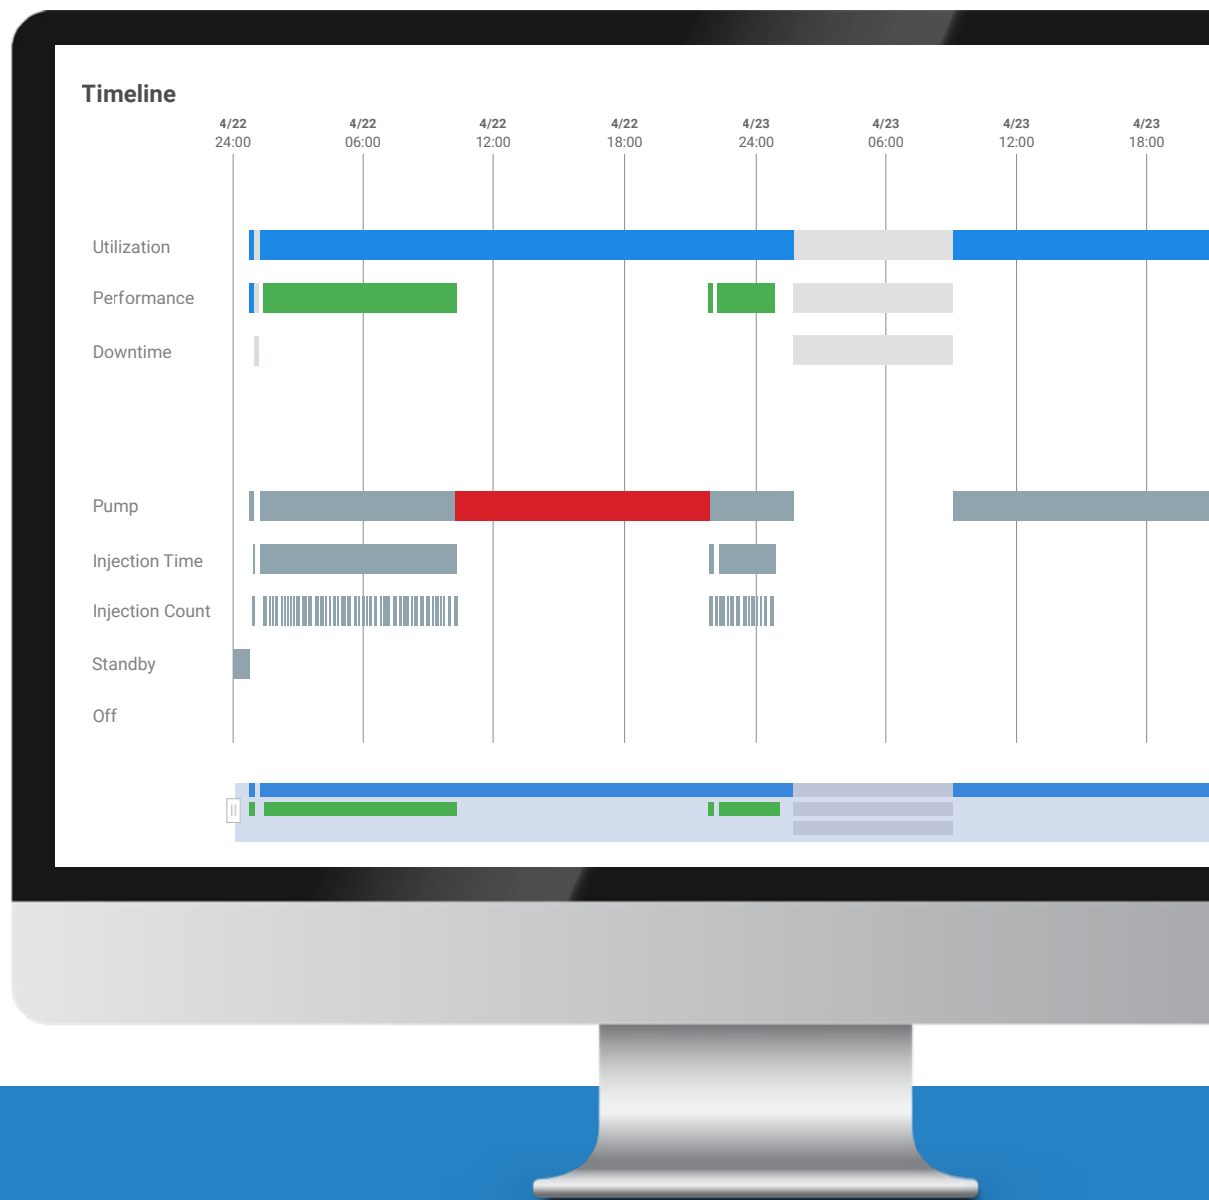 Timeline
4/22 4/22 4/22 4/22 4/23 4/23 4/23 4/23
24:00 06:00 12:00 18:00 24:00 06:00 12:00 18:00
Utilization
Performance
Downtime
Pump
Injection Time
Injection Count
Standby
Off